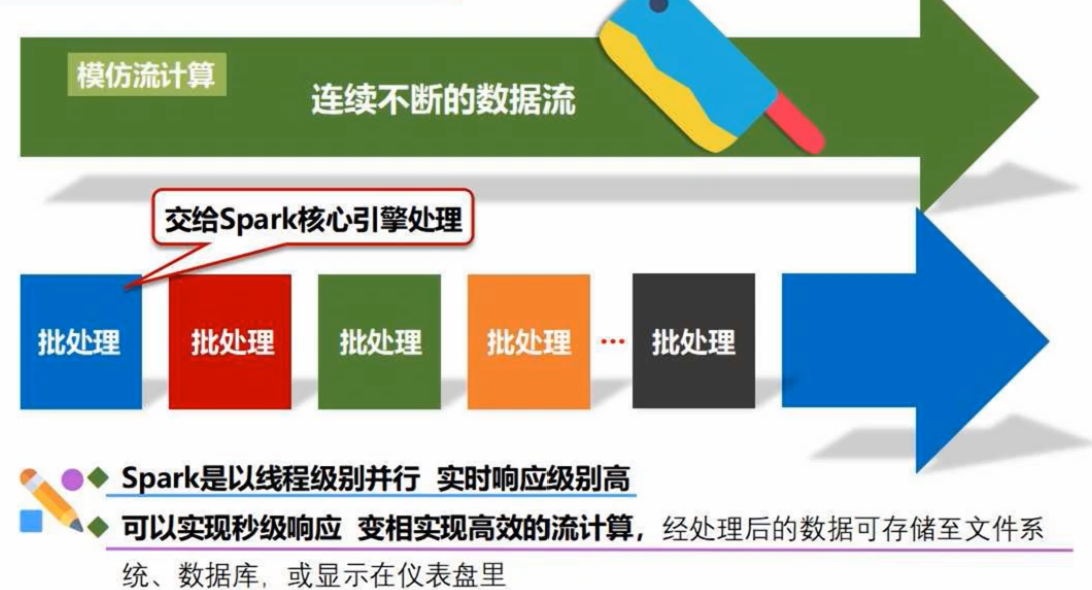 模仿流计算
连续不断的数据流
交给Spark核心引擎处理
批处理 批处理 批处理 批处理 ··· 批处理
Spark是以线程级别并行 实时响应级别高
可以实现秒级响应 变相实现高效的流计算，经处理后的数据可存储至文件系
统、数据库，或显示在仪表盘里